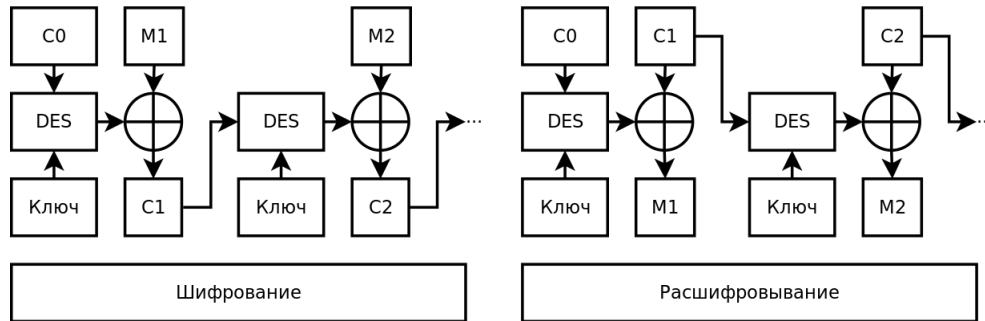 C0 M1 M2 C0 C1 C2
DES DES ... DES DES ...
Ключ C1 Ключ C2 Ключ M1 Ключ M2
Шифрование Расшифровывание